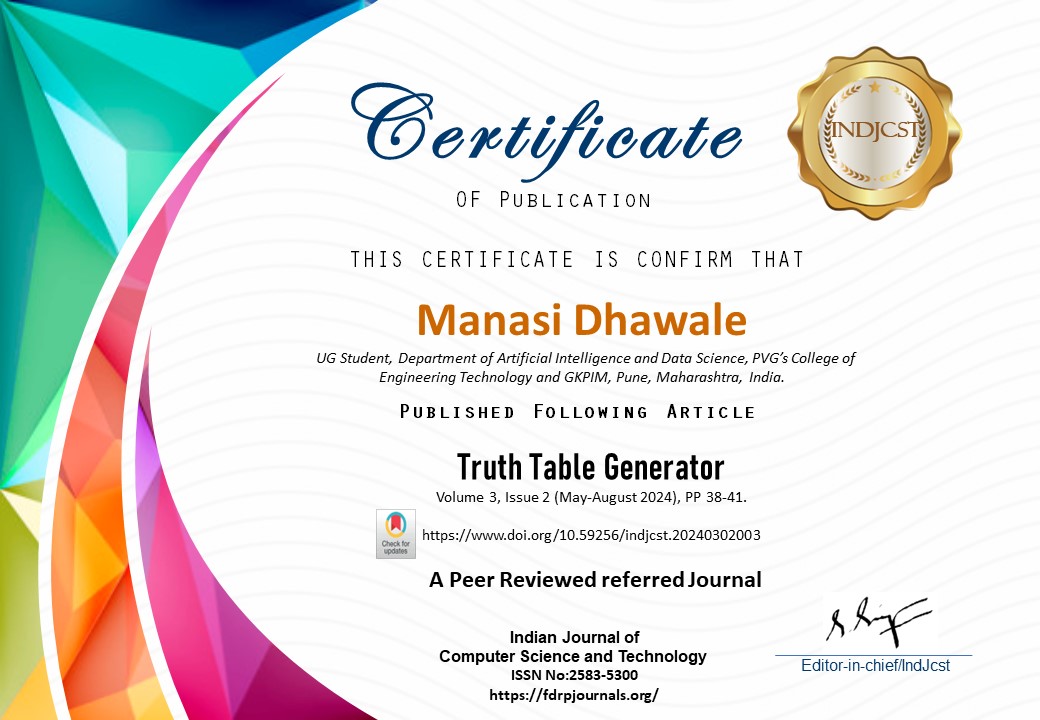 Certificate
INDJCST
OF PUBLICATION
THIS CERTIFICATE IS CONFIRM THAT
Manasi Dhawale
UG Student, Department of Artificial Intelligence and Data Science, PVG's College of
Engineering Technology and GKPIM, Pune, Maharashtra, India.
PUBLISHED FOLLOWING ARTICLE
Truth Table Generator
Volume 3, Issue 2 (May-August 2024), PP 38-41.
Check for
updates
https://www.doi.org/10.59256/indjcst.20240302003
A Peer Reviewed referred Journal
Indian Journal of
Computer Science and Technology
ISSN No:2583-5300
https://fdrpjournals.org/
Editor-in-chief/IndJcst